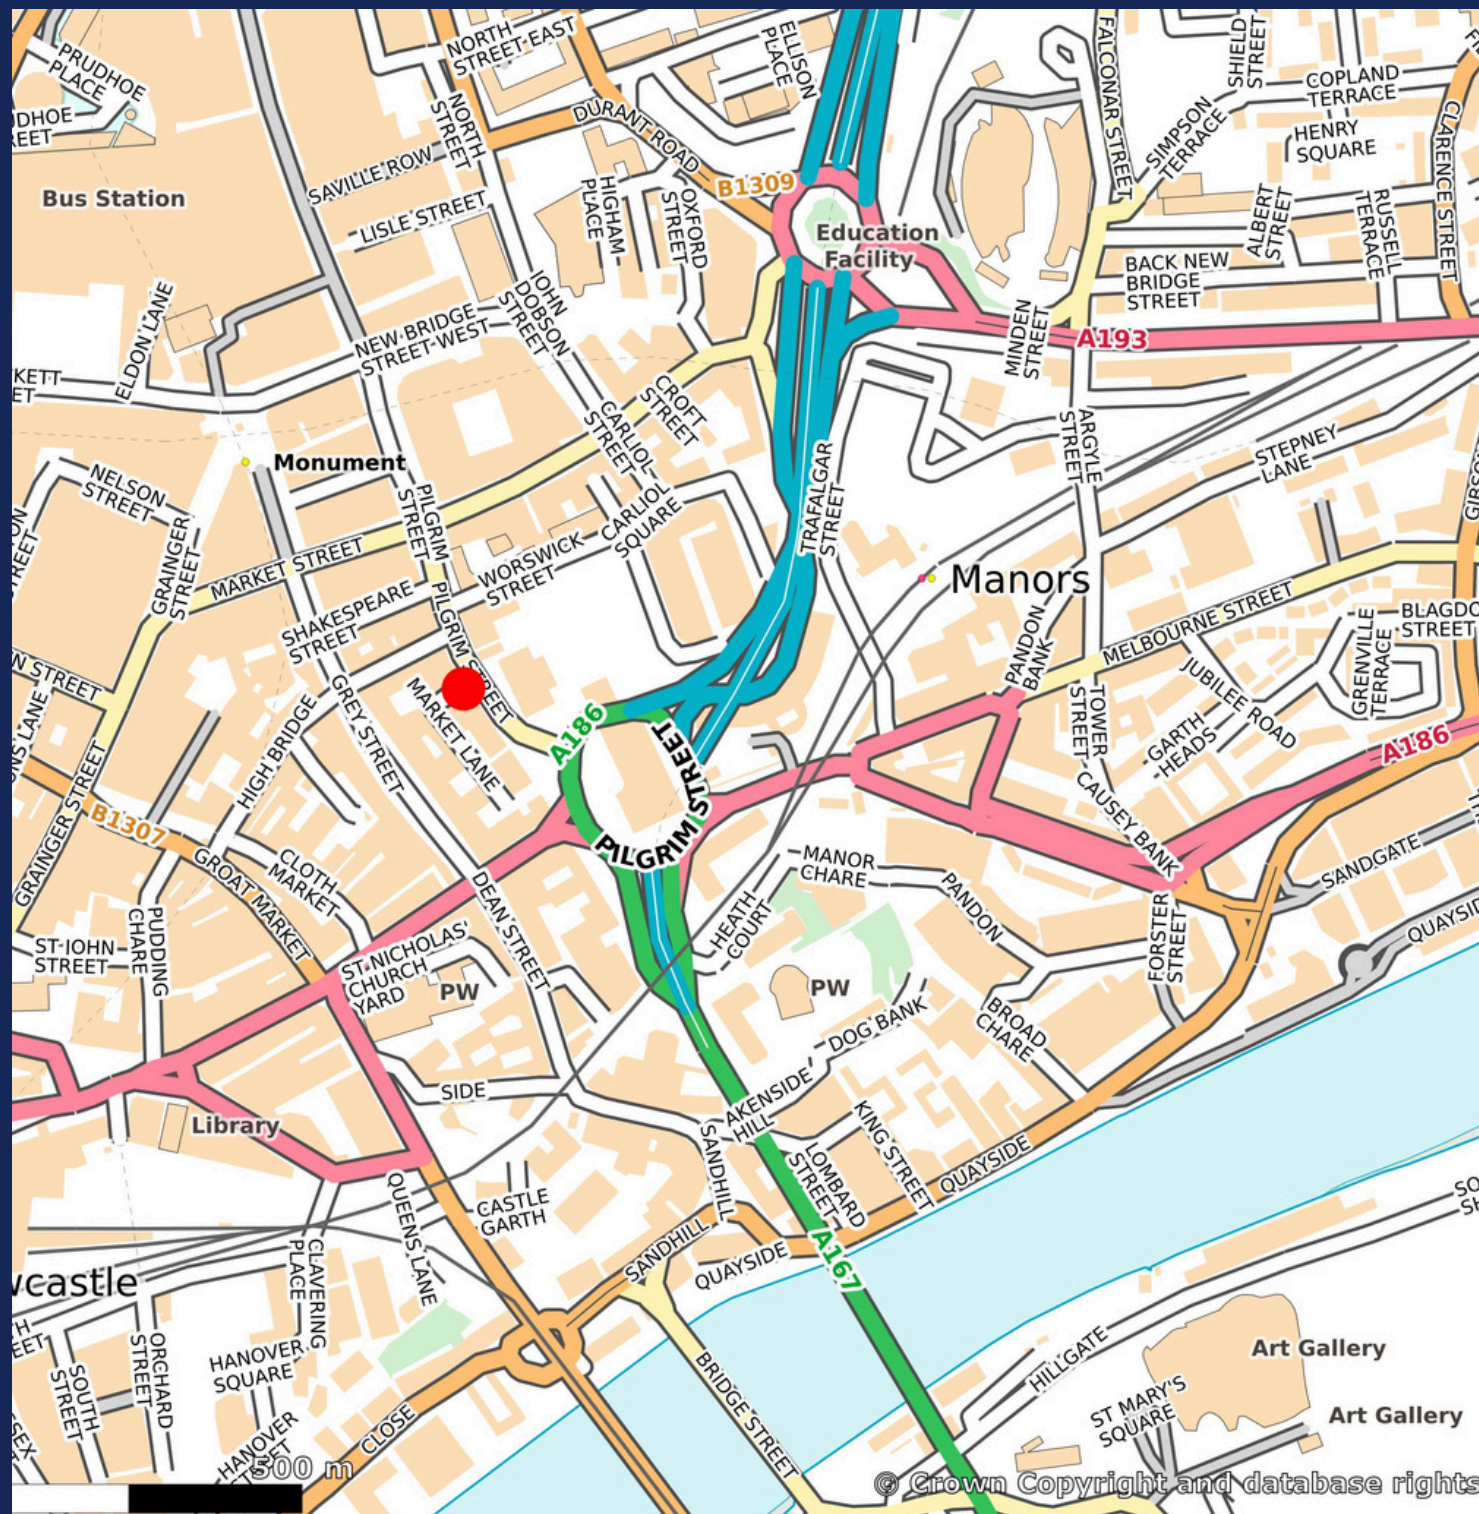 PRUDHOE
PLACE
NORTH
STREET EAST
ELLISON
PLACE
FALCONAR STREET
SHIELD
STREET
COPLAND
TERRACE
HENRY
SQUARE
CLARENCE STREET
SIMPSON
TERRACE
DURANT ROAD
NORTH
STREET
SAVILLE ROW
LISLE STREET
Bus Station
HIGHAM
PLACE
OXFORD
STREET
B1309
Education
Facility
ALBERT
STREET
RUSSELL
TERRACE
BACK NEW
BRIDGE
STREET
ELDON LANE
NEW BRIDGE
STREET WEST
JOHN
DOBSON
STREET
MINDEN
STREET
A193
CROFT
STREET
CARLIOL
STREET
ARGYLE
STREET
STEPNEY
LANE
Monument
NELSON
STREET
GRAINGER
STREET
MARKET STREET
PILGRIM
STREET
CARLIOL
SQUARE
WORSWICK
STREET
TRAFALGAR
STREET
Manors
SHAKESPEARE
STREET
PILGRIM STREET
MARKET LANE
GREY STREET
HIGH BRIDGE
PANDON
BANK
MELBOURNE STREET
BLAGDO
STREET
GRENVILLE
TERRACE
JUBILEE ROAD
GARTH
HEADS
TOWER
STREET
A186
PILGRIM STREET
A186
CAUSEY BANK
GRAINGER STREET
B1307
GROAT MARKET
CLOTH
MARKET
DEAN STREET
MANOR
CHARE
HEATH
COURT
PANDON
SANDGATE
QUAYSID
FORSTER
STREET
ST JOHN
STREET
PUDDING
CHARE
ST NICHOLAS'
CHURCH
YARD
PW
PW
DOG BANK
BROAD
CHARE
SIDE
AKENSIDE
HILL
Library
KING STREET
LOMBARD
STREET
SANDHILL
QUAYSIDE
QUEENS LANE
CASTLE
GARTH
SANDHILL
QUAYSIDE
A167
wcastle
CLAVERING
PLACE
ORCHARD
STREET
SOUTH
STREET
HANOVER
SQUARE
HANOVER
STREET
CLOSE
BRIDGE STREET
HILLGATE
ST MARY'S
SQUARE
Art Gallery
Art Gallery
500 m
© Crown Copyright and database rights